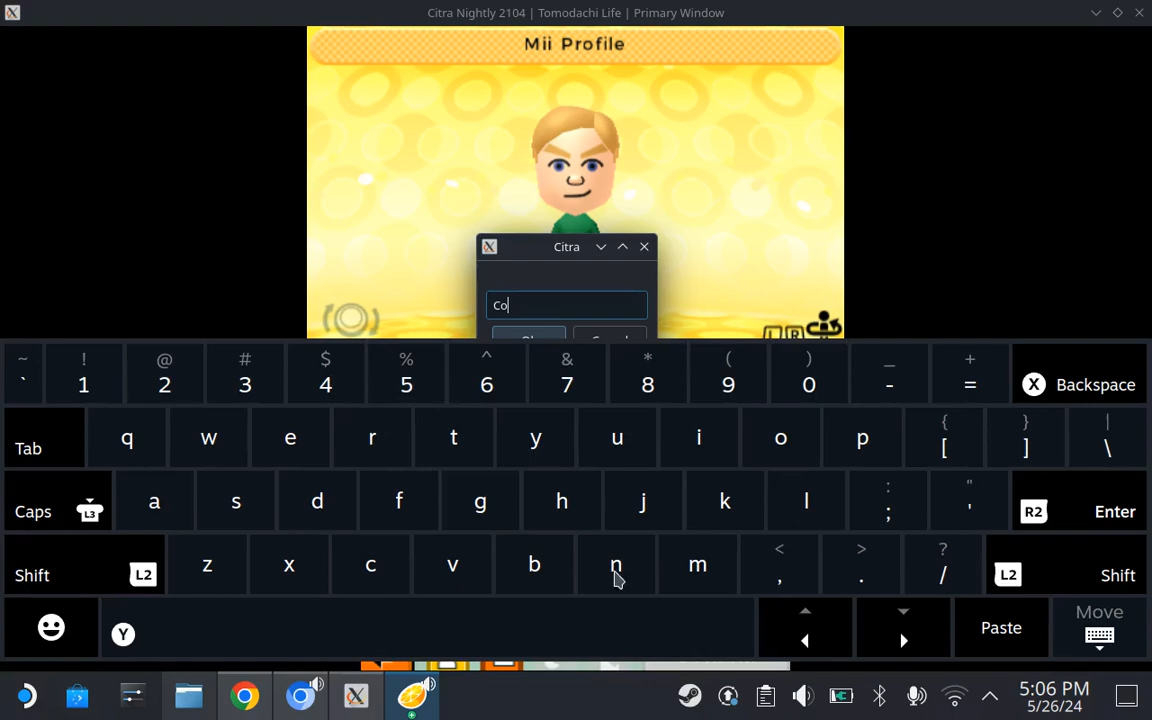 Citra Nightly 2104 | Tomodachi Life | Primary Window
Mii Profile
Citra
Co
L R
~ ! @ # $ % ^ & * ( ) _ +
` 1 2 3 4 5 6 7 8 9 0 - = X Backspace
Tab q w e r t y u i o p { [ } ] | \
Caps L3 a s d f g h j k l : ; " ' R2 Enter
Shift L2 z x c v b n m < , > . ? / L2 Shift
Y Paste Move
5:06 PM
5/26/24